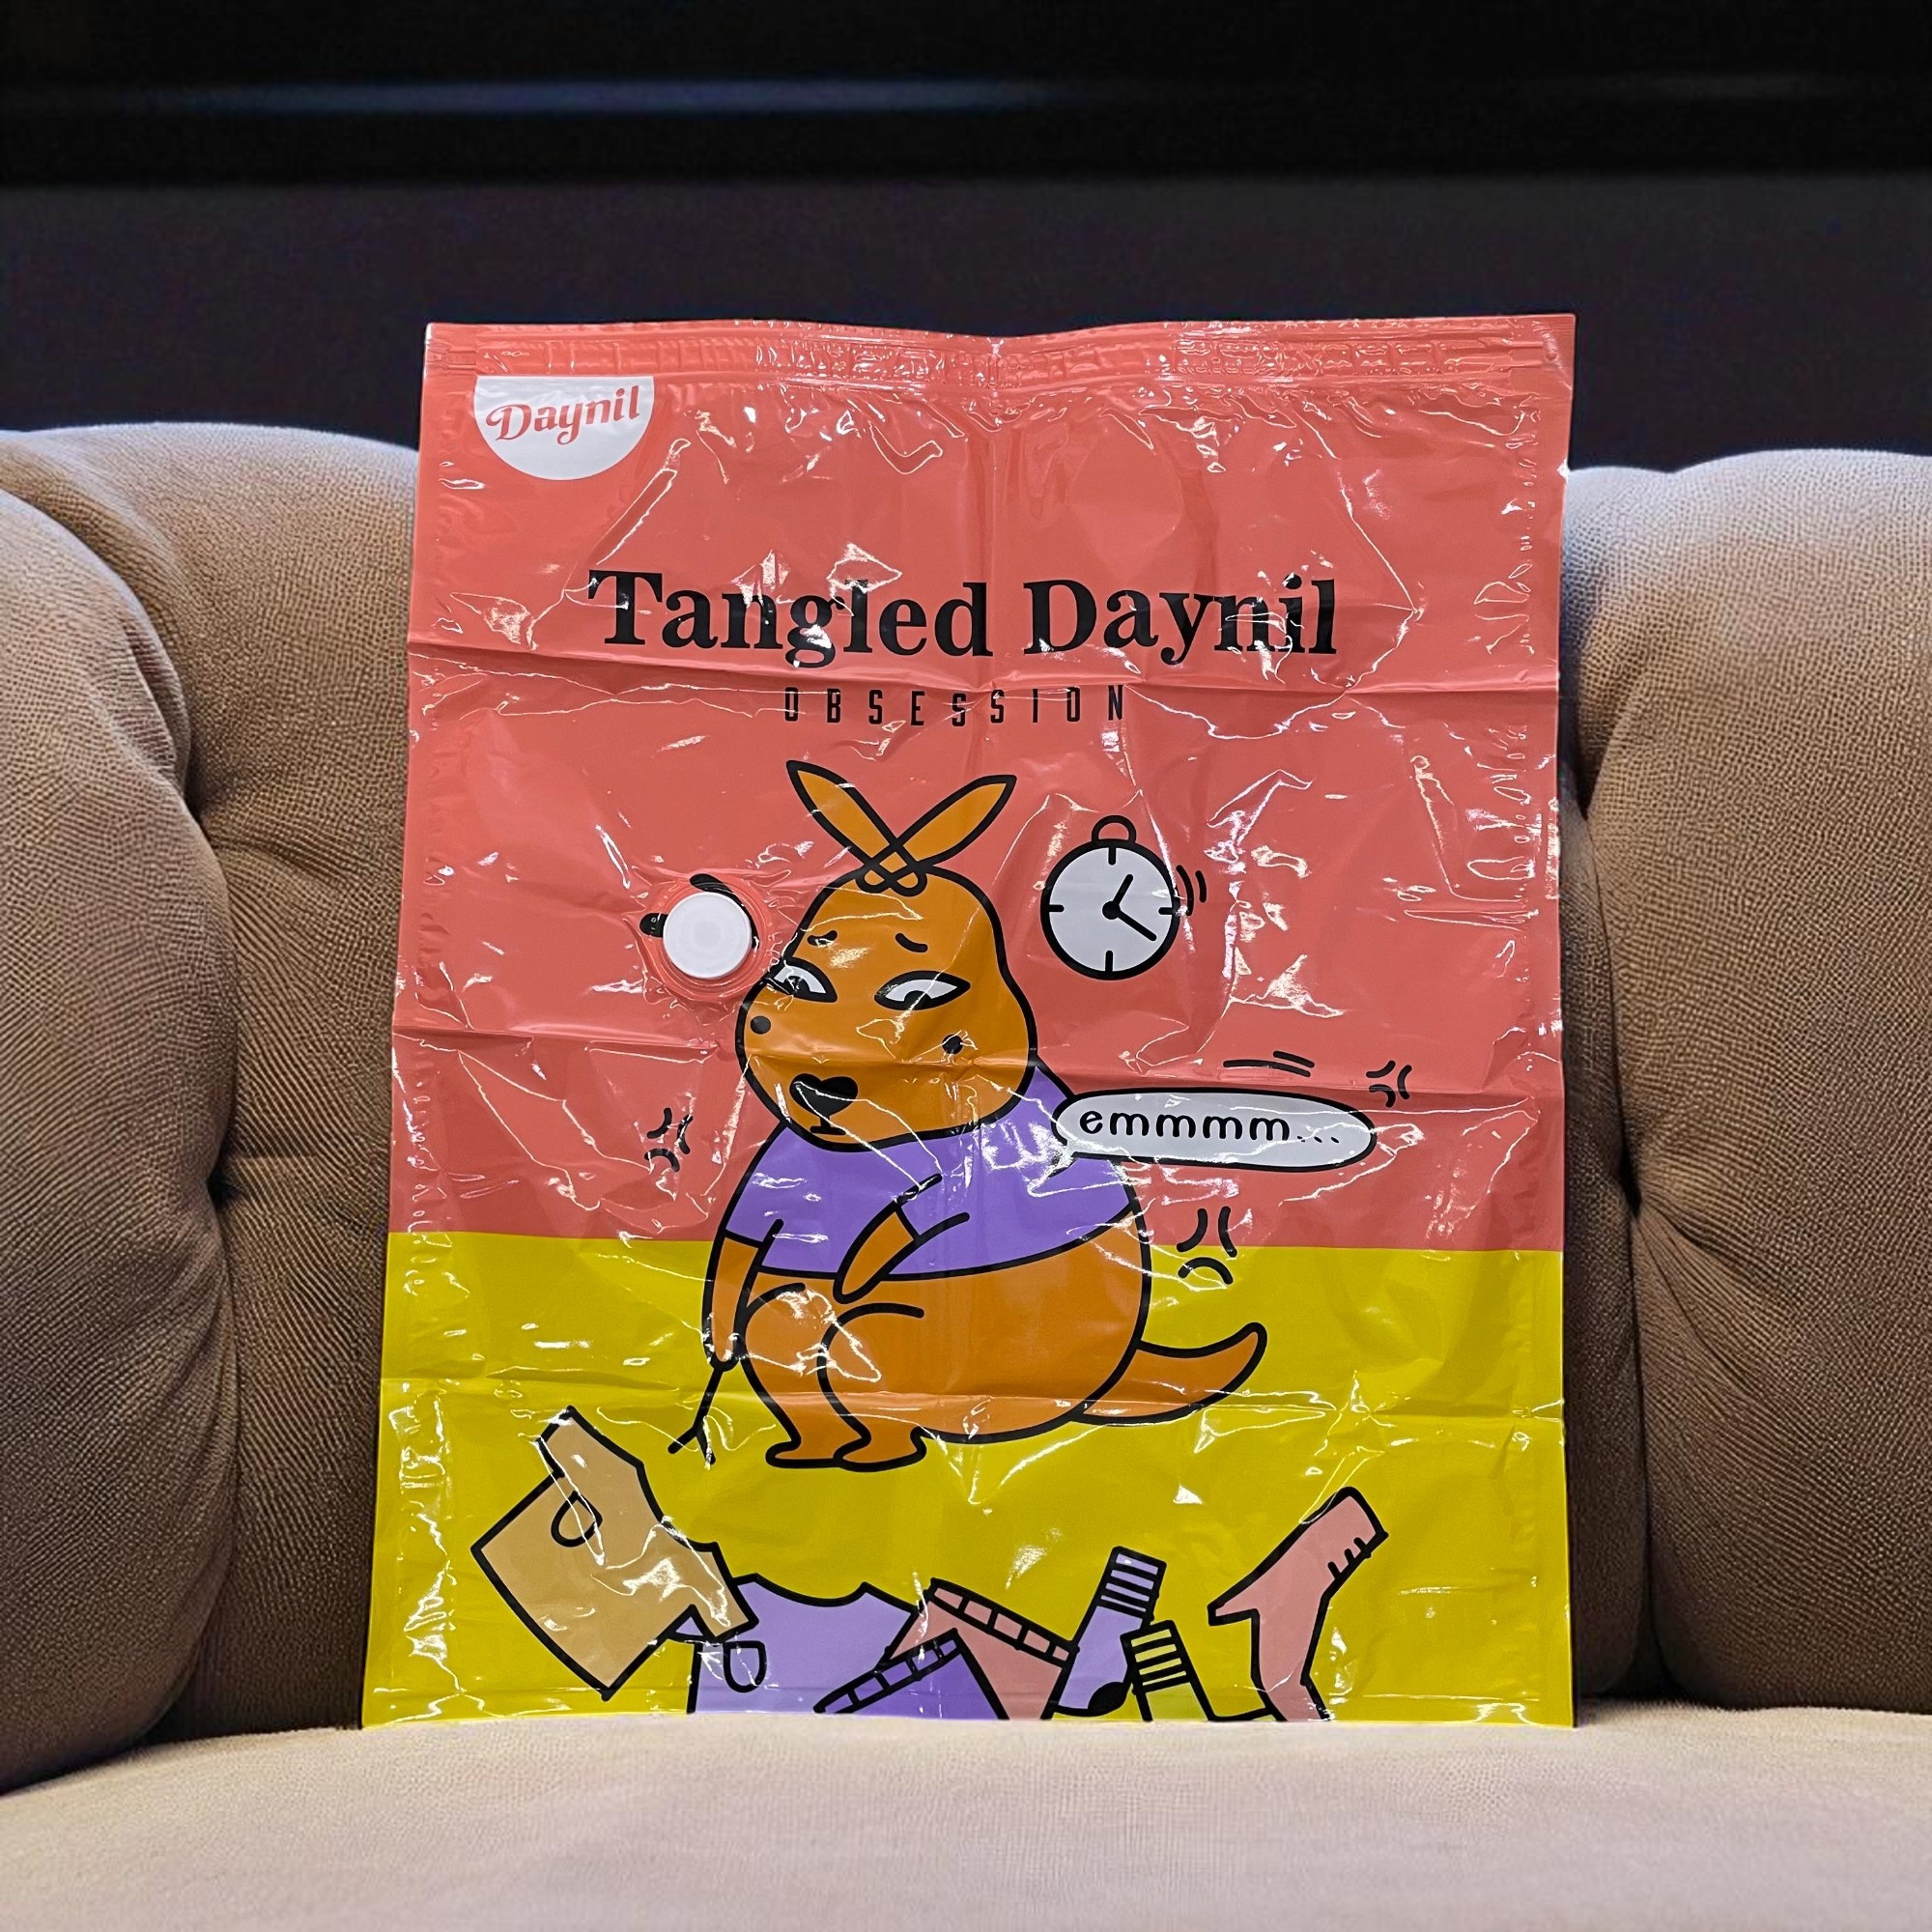 Daynil
Tangled Daynil
OBSESSION
emmmm...